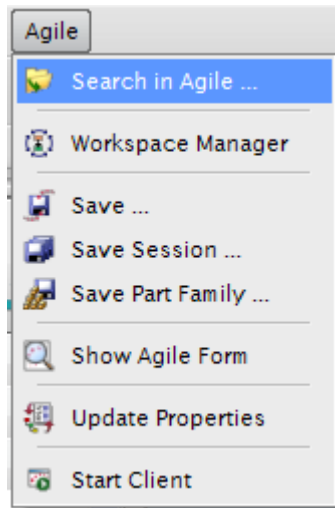 Agile
Search in Agile ...
Workspace Manager
Save ...
Save Session ...
Save Part Family ...
Show Agile Form
Update Properties
Start Client